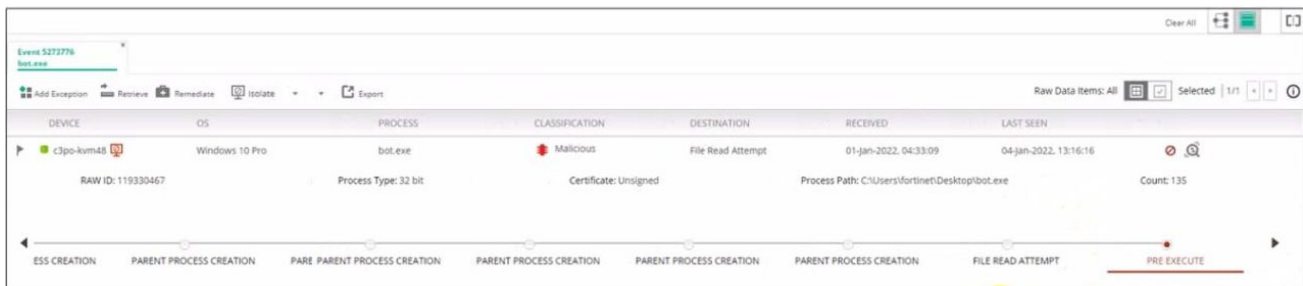 Clear All
Event 5273776
bot.exe
Add Exception Retrieve Remediate Isolate Export Raw Data Items: All Selected 1/1
DEVICE OS PROCESS CLASSIFICATION DESTINATION RECEIVED LAST SEEN
c3po-kvm48 Windows 10 Pro bot.exe Malicious File Read Attempt 01-Jan-2022, 04:33:09 04-Jan-2022, 13:16:16
RAW ID: 119330467 Process Type: 32 bit Certificate: Unsigned Process Path: C:\Users\fortinet\Desktop\bot.exe Count: 135
ESS CREATION PARENT PROCESS CREATION PARE PARENT PROCESS CREATION PARENT PROCESS CREATION PARENT PROCESS CREATION PARENT PROCESS CREATION FILE READ ATTEMPT PRE EXECUTE